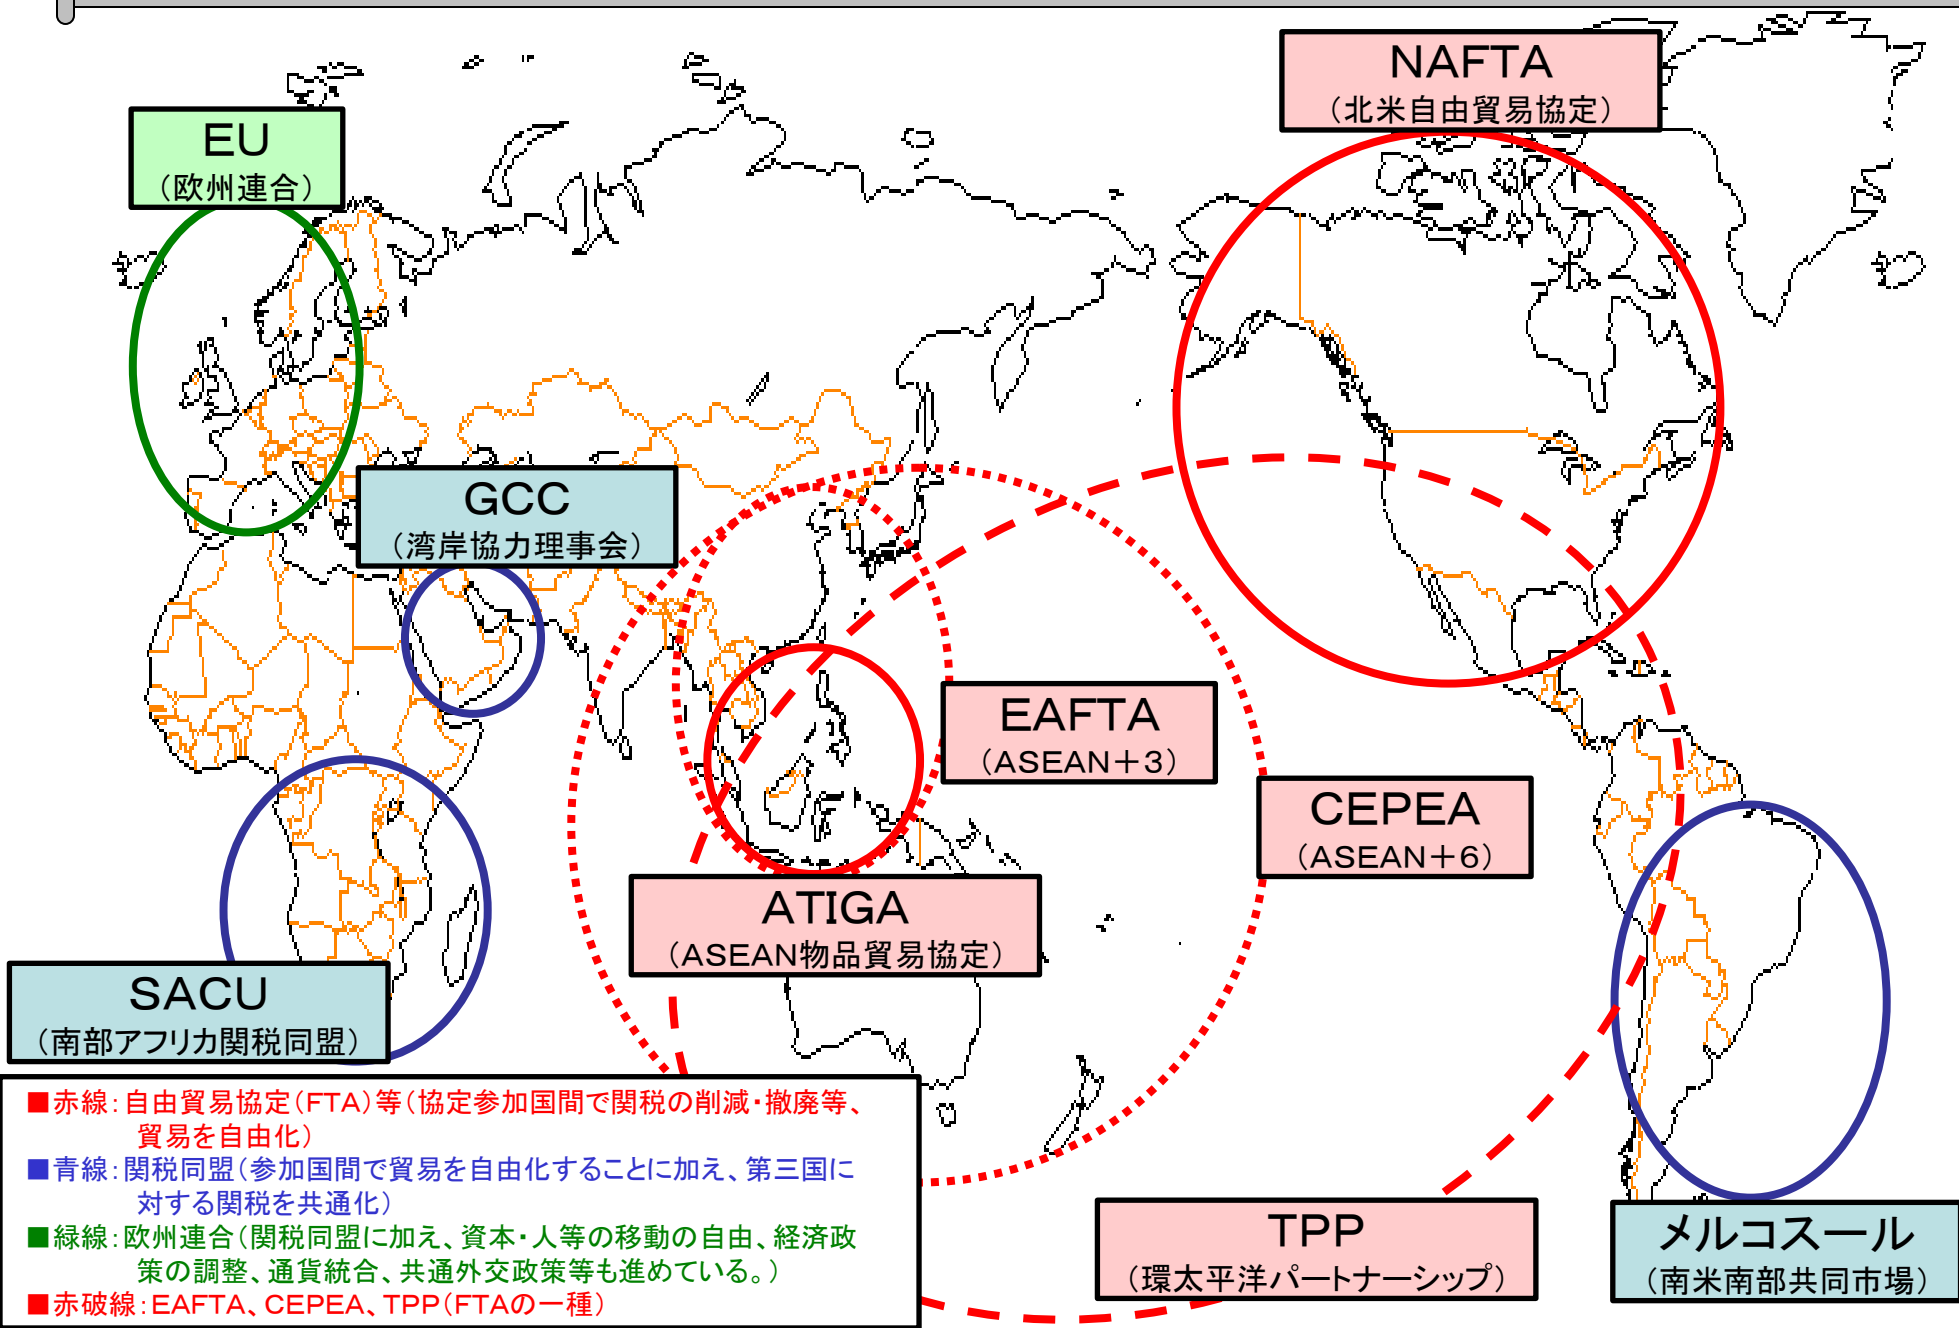 NAFTA
（北米自由貿易協定）
EU
（欧州連合）
GCC
（湾岸協力理事会）
EAFTA
（ASEAN＋3）
CEPEA
（ASEAN＋6）
ATIGA
（ASEAN物品貿易協定）
SACU
（南部アフリカ関税同盟）
■赤線：自由貿易協定（FTA）等（協定参加国間で関税の削減・撤廃等、
貿易を自由化）
■青線：関税同盟（参加国間で貿易を自由化することに加え、第三国に
対する関税を共通化）
■緑線：欧州連合（関税同盟に加え、資本・人等の移動の自由、経済政
策の調整、通貨統合、共通外交政策等も進めている。）
■赤破線：EAFTA、CEPEA、TPP（FTAの一種）
TPP
（環太平洋パートナーシップ）
メルコスール
（南米南部共同市場）